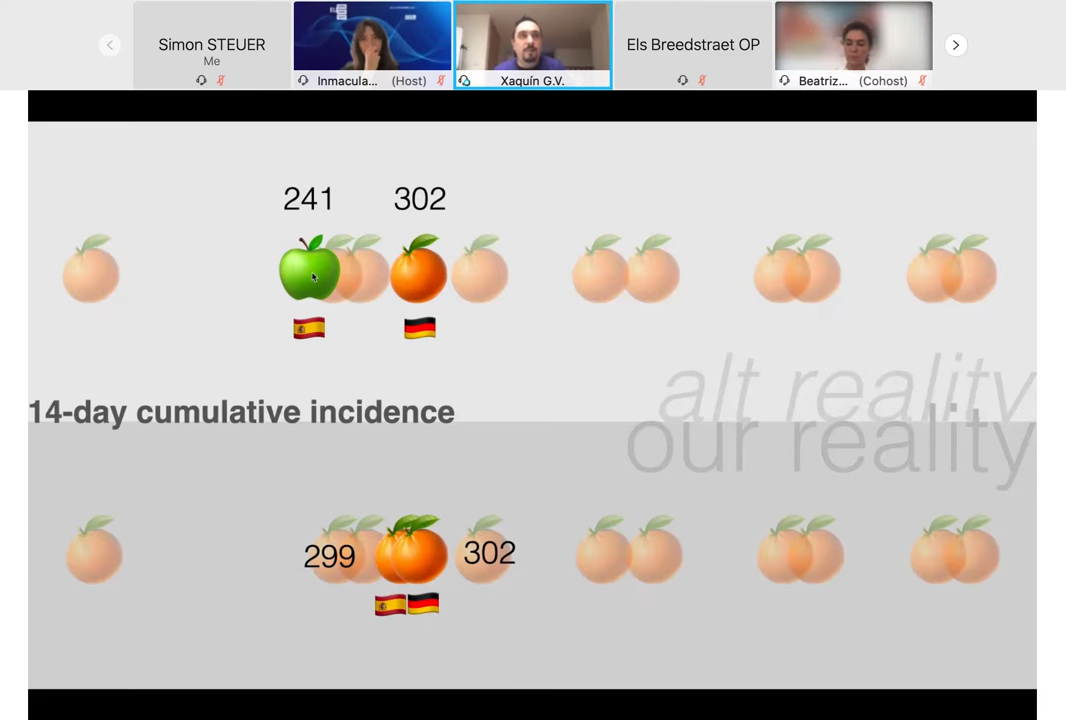 Simon STEUER
Me
Inmacula... (Host)
Xaquín G.V.
Els Breedstraet OP
Beatriz... (Cohost)
241 302
alt reality
14-day cumulative incidence
our reality
299 302